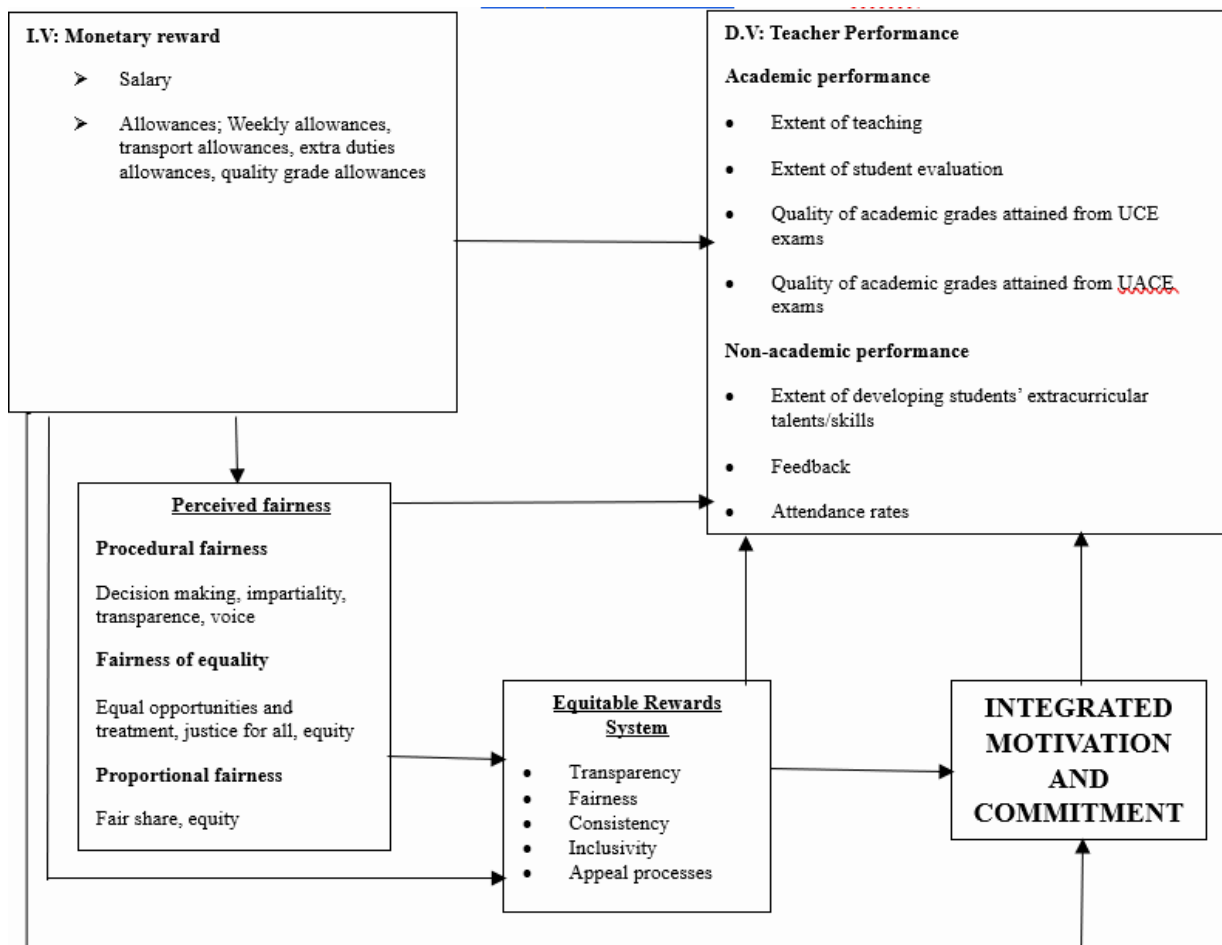 I.V: Monetary reward
➤ Salary
➤ Allowances; Weekly allowances,
transport allowances, extra duties
allowances, quality grade allowances
D.V: Teacher Performance
Academic performance
• Extent of teaching
• Extent of student evaluation
• Quality of academic grades attained from UCE
exams
• Quality of academic grades attained from UACE
exams
Non-academic performance
• Extent of developing students’ extracurricular
talents/skills
• Feedback
• Attendance rates
Perceived fairness
Procedural fairness
Decision making, impartiality,
transparence, voice
Fairness of equality
Equal opportunities and
treatment, justice for all, equity
Proportional fairness
Fair share, equity
Equitable Rewards
System
• Transparency
• Fairness
• Consistency
• Inclusivity
• Appeal processes
INTEGRATED
MOTIVATION
AND
COMMITMENT